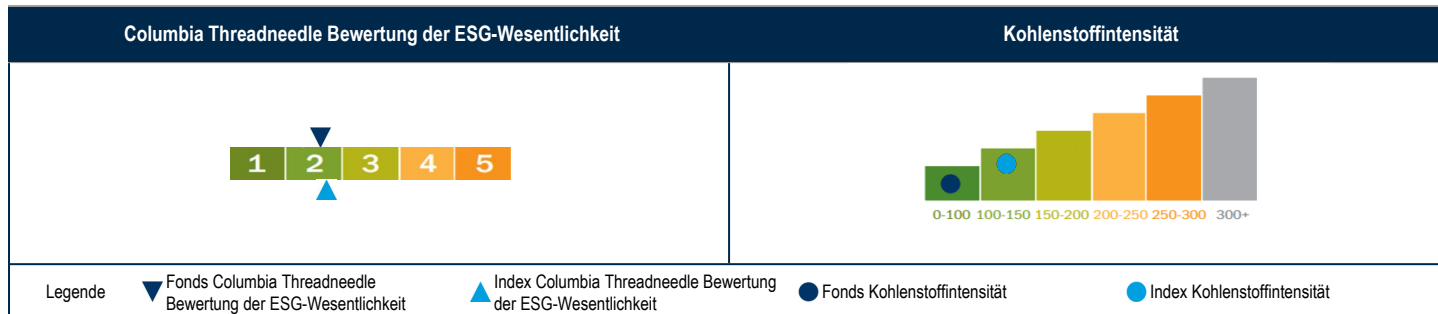 Columbia Threadneedle Bewertung der ESG-Wesentlichkeit
Kohlenstoffintensität
1 2 3 4 5
0-100 100-150 150-200 200-250 250-300 300+
Legende
Fonds Columbia Threadneedle
Bewertung der ESG-Wesentlichkeit
Index Columbia Threadneedle Bewertung
der ESG-Wesentlichkeit
Fonds Kohlenstoffintensität
Index Kohlenstoffintensität